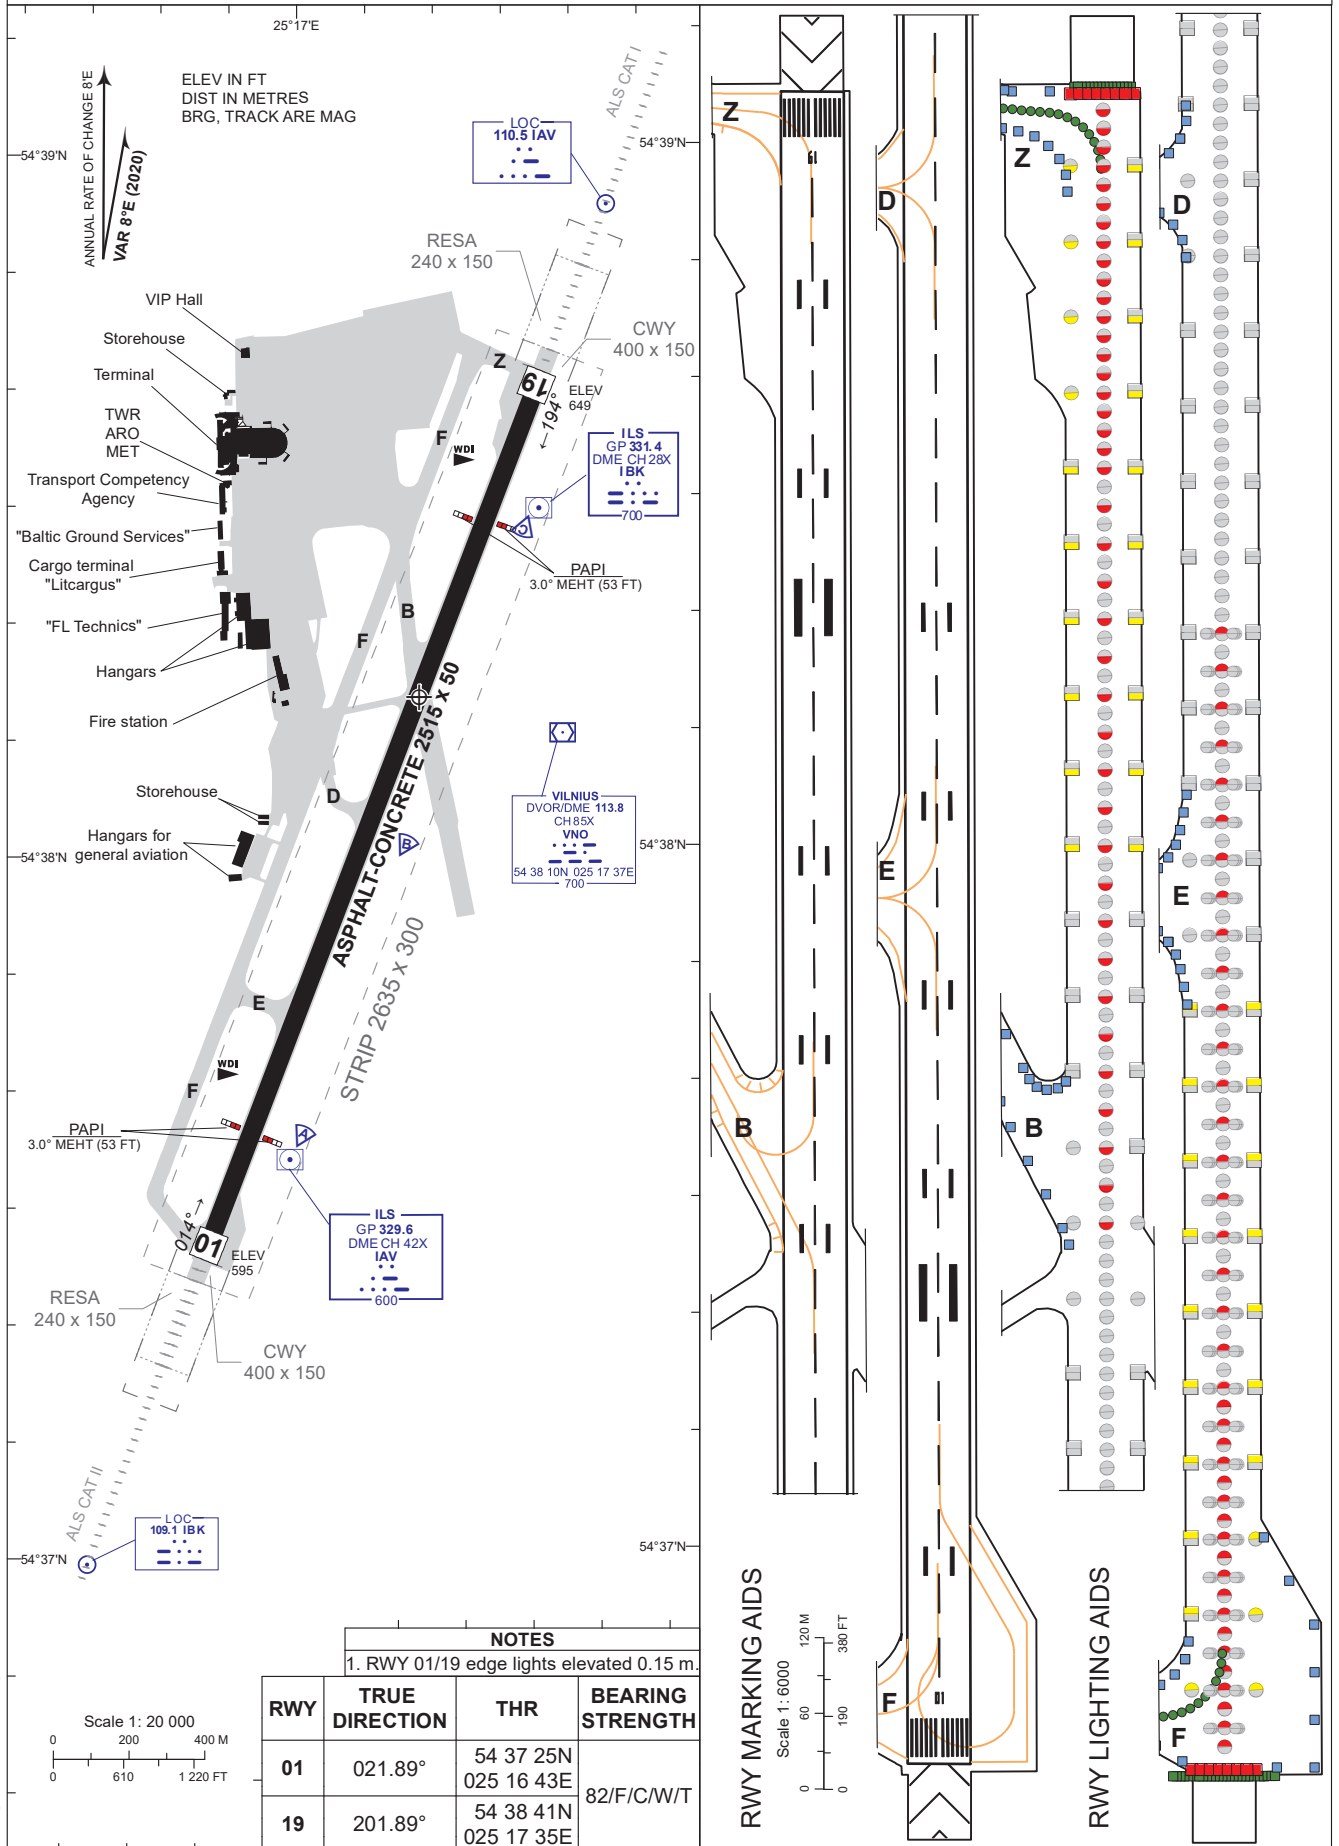 25°17'E
ELEV IN FT
DIST IN METRES
BRG, TRACK ARE MAG
ANNUAL RATE OF CHANGE 8'E
VAR 8°E (2020)
54°39'N
54°39'N
ALS CAT I
LOC
110.5 IAV
RESA
240 x 150
CWY
400 x 150
VIP Hall
Storehouse
Terminal
TWR
ARO
MET
Transport Competency
Agency
"Baltic Ground Services"
Cargo terminal
"Litcargus"
"FL Technics"
Hangars
Fire station
Storehouse
Hangars for
general aviation
Z
19
ELEV
649
←194°
F
WDI
ILS
GP 331.4
DME CH 28X
IBK
700
C
PAPI
3.0° MEHT (53 FT)
B
F
ASPHALT-CONCRETE 2515 x 50
D
B
VILNIUS
DVOR/DME 113.8
CH 85X
VNO
54 38 10N 025 17 37E
700
54°38'N
54°38'N
STRIP 2635 x 300
E
WDI
F
PAPI
3.0° MEHT (53 FT)
A
014° →
01
ELEV
595
ILS
GP 329.6
DME CH 42X
IAV
600
RESA
240 x 150
CWY
400 x 150
ALS CAT II
LOC
109.1 IBK
54°37'N
54°37'N
NOTES
1. RWY 01/19 edge lights elevated 0.15 m.
RWY TRUE DIRECTION THR BEARING STRENGTH
01 021.89° 54 37 25N 025 16 43E 82/F/C/W/T
19 201.89° 54 38 41N 025 17 35E
Scale 1: 20 000
0 200 400 M
0 610 1 220 FT
Z
19
B
D
E
F
01
RWY MARKING AIDS
Scale 1 : 6000
0 60 120 M
0 190 380 FT
Z
B
D
E
F
RWY LIGHTING AIDS